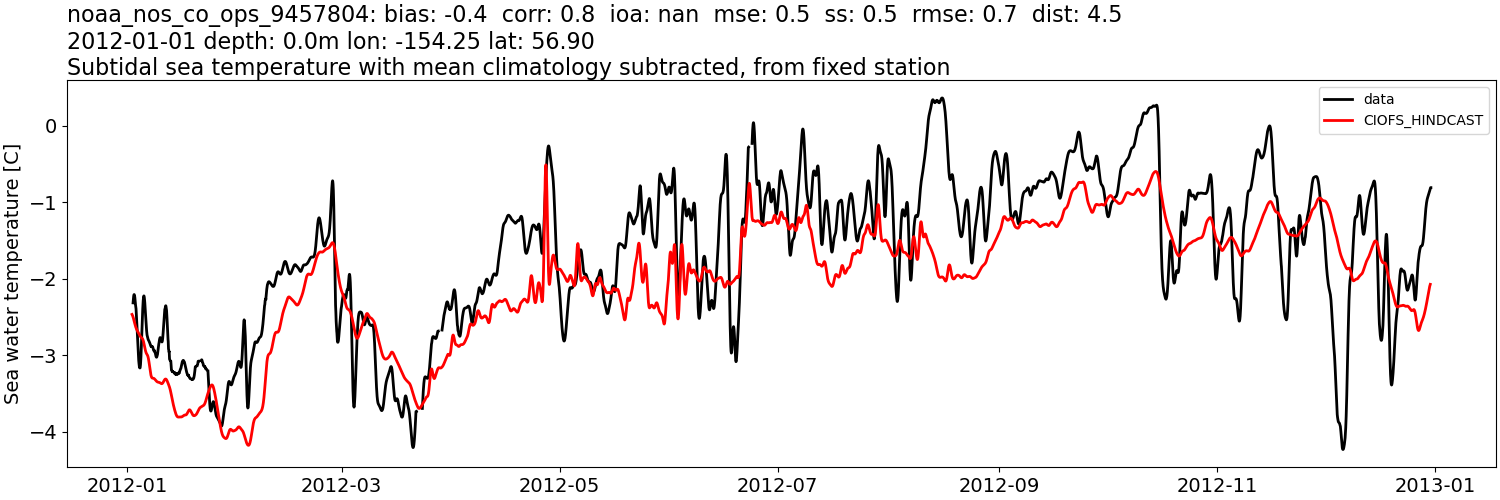 noaa_nos_co_ops_9457804: bias: -0.4  corr: 0.8  ioa: nan  mse: 0.5  ss: 0.5  rmse: 0.7  dist: 4.5
2012-01-01 depth: 0.0m lon: -154.25 lat: 56.90
Subtidal sea temperature with mean climatology subtracted, from fixed station
data
CIOFS_HINDCAST
Sea water temperature [C]
0
−1
−2
−3
−4
2012-01
2012-03
2012-05
2012-07
2012-09
2012-11
2013-01